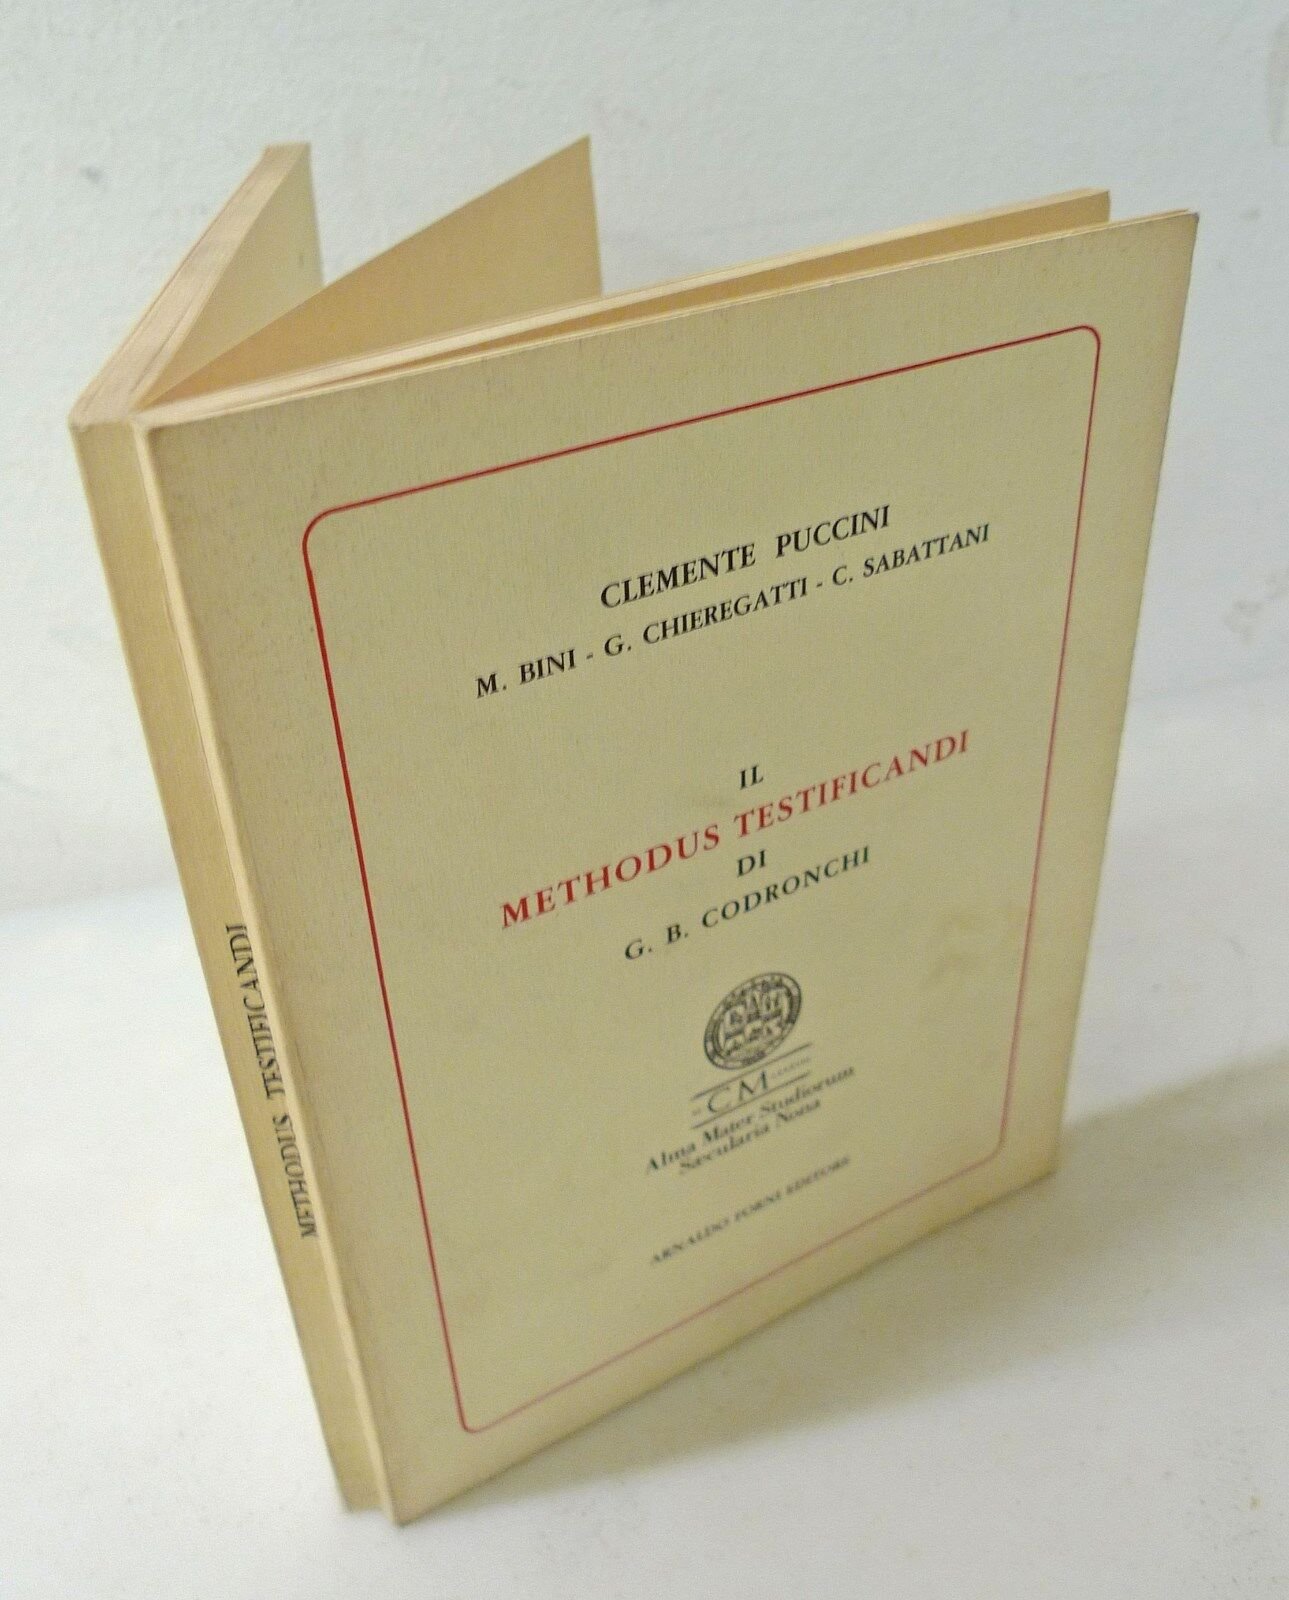 CLEMENTE PUCCINI
M. BINI - G. CHIEREGATTI - C. SABATTANI
IL
METHODUS TESTIFICANDI
DI
G. B. CODRONCHI
CM
Alma Mater Studiorum
Sæcularia Nona
ARNALDO FORNI EDITORE
METHODUS TESTIFICANDI